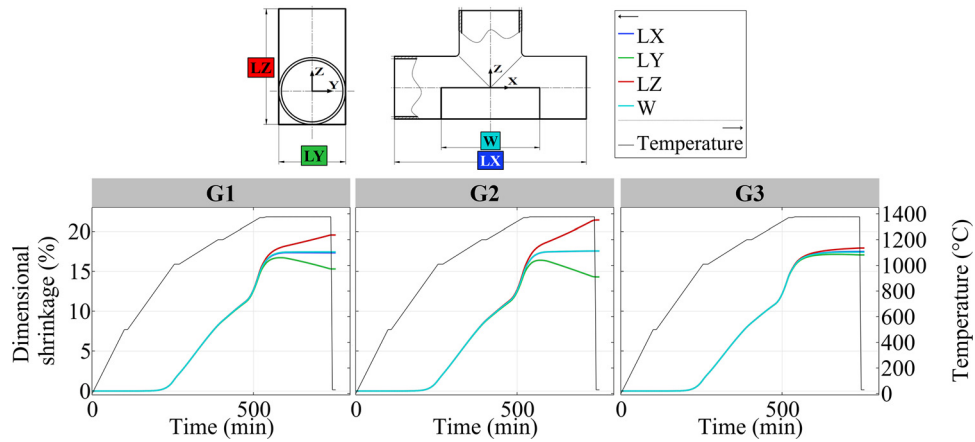 LZ
Z
Y
LY
Z
X
W
LX
←
LX
LY
LZ
W
→
Temperature
G1
G2
G3
Dimensional
shrinkage (%)
20
15
10
5
0
0
500
Time (min)
0
500
Time (min)
0
500
Time (min)
1400
1200
1000
800
600
400
200
0
Temperature (°C)